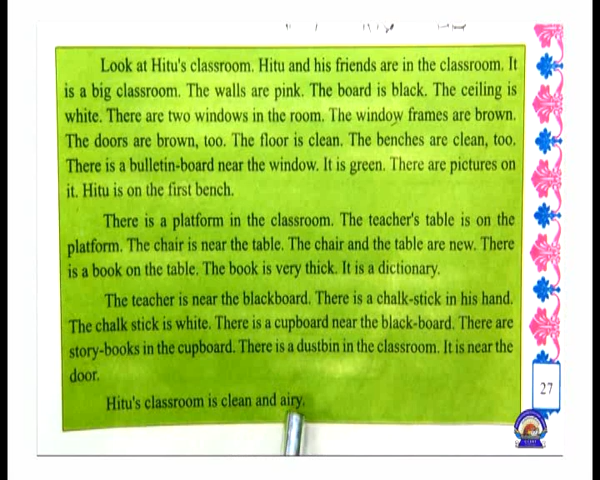 Look at Hitu's classroom. Hitu and his friends are in the classroom. It
is a big classroom. The walls are pink. The board is black. The ceiling is
white. There are two windows in the room. The window frames are brown.
The doors are brown, too. The floor is clean. The benches are clean, too.
There is a bulletin-board near the window. It is green. There are pictures on
it. Hitu is on the first bench.
There is a platform in the classroom. The teacher's table is on the
platform. The chair is near the table. The chair and the table are new. There
is a book on the table. The book is very thick. It is a dictionary.
The teacher is near the blackboard. There is a chalk-stick in his hand.
The chalk stick is white. There is a cupboard near the black-board. There are
story-books in the cupboard. There is a dustbin in the classroom. It is near the
door.
Hitu's classroom is clean and airy.
27